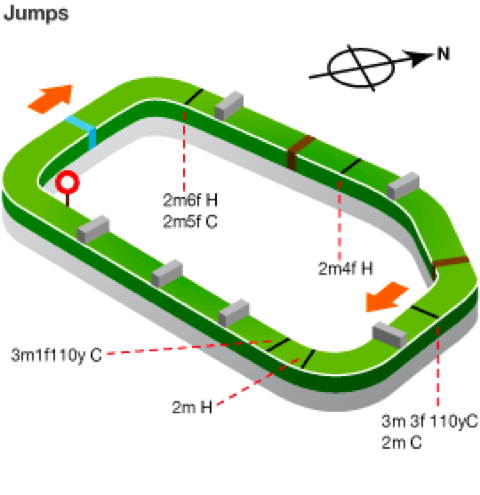 Jumps
N
2m6f H
2m5f C
2m4f H
3m1f110y C
2m H
3m 3f 110yC
2m C